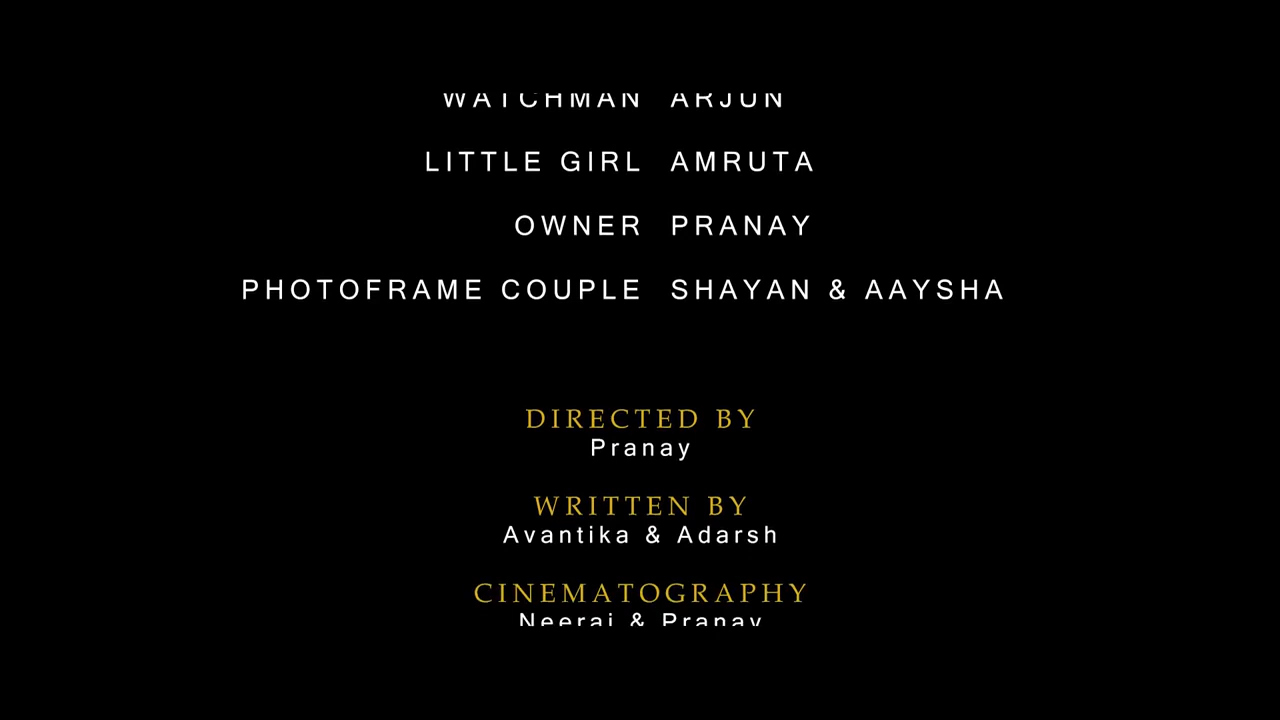 WATCHMAN ARJUN
LITTLE GIRL AMRUTA
OWNER PRANAY
PHOTOFRAME COUPLE SHAYAN & AAYSHA
DIRECTED BY
Pranay
WRITTEN BY
Avantika & Adarsh
CINEMATOGRAPHY
Neeraj & Pranay